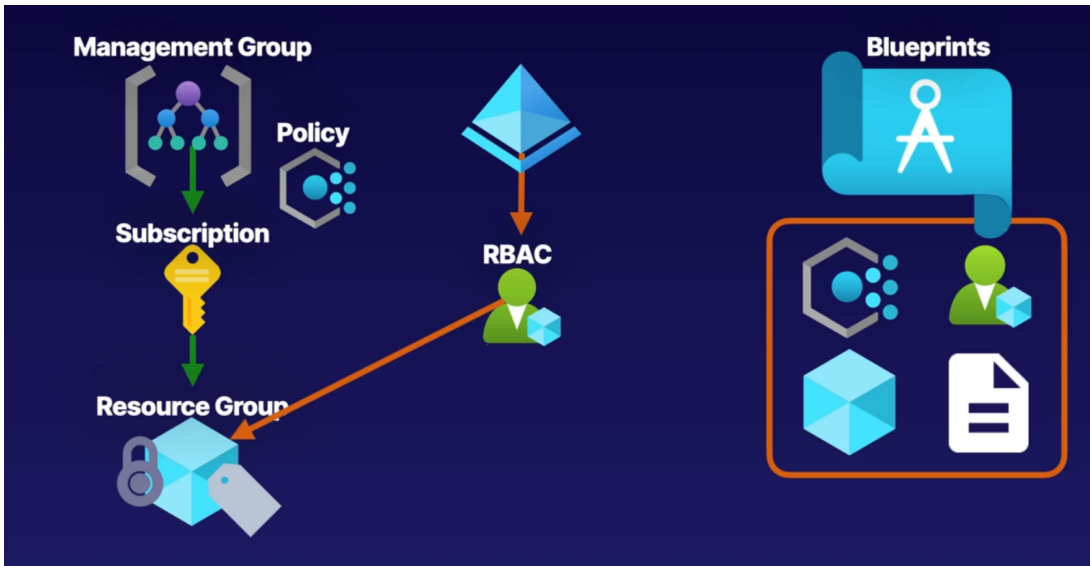 Management Group
Policy
Subscription
Resource Group
RBAC
Blueprints